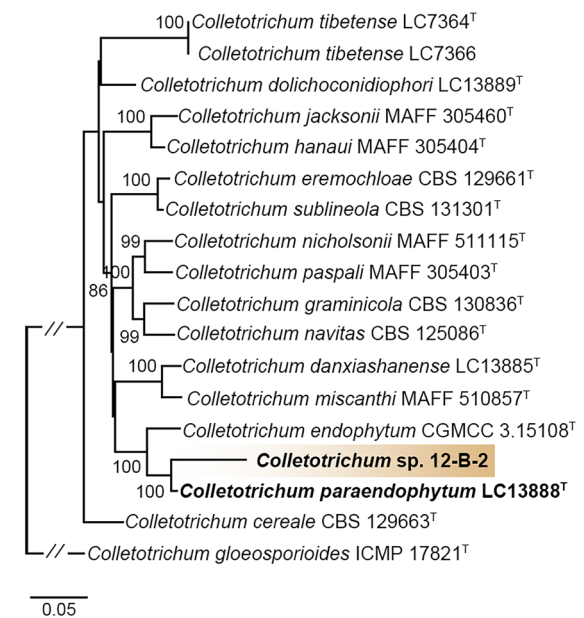 100 Colletotrichum tibetense LC7364ᵀ
Colletotrichum tibetense LC7366
Colletotrichum dolichoconidiophori LC13889ᵀ
100 Colletotrichum jacksonii MAFF 305460ᵀ
Colletotrichum hanaui MAFF 305404ᵀ
100 Colletotrichum eremochloae CBS 129661ᵀ
Colletotrichum sublineola CBS 131301ᵀ
99 Colletotrichum nicholsonii MAFF 511115ᵀ
100 Colletotrichum paspali MAFF 305403ᵀ
86
Colletotrichum graminicola CBS 130836ᵀ
99 Colletotrichum navitas CBS 125086ᵀ
100 Colletotrichum danxiashanense LC13885ᵀ
Colletotrichum miscanthi MAFF 510857ᵀ
Colletotrichum endophytum CGMCC 3.15108ᵀ
100 Colletotrichum sp. 12-B-2
100 Colletotrichum paraendophytum LC13888ᵀ
Colletotrichum cereale CBS 129663ᵀ
Colletotrichum gloeosporioides ICMP 17821ᵀ
0.05